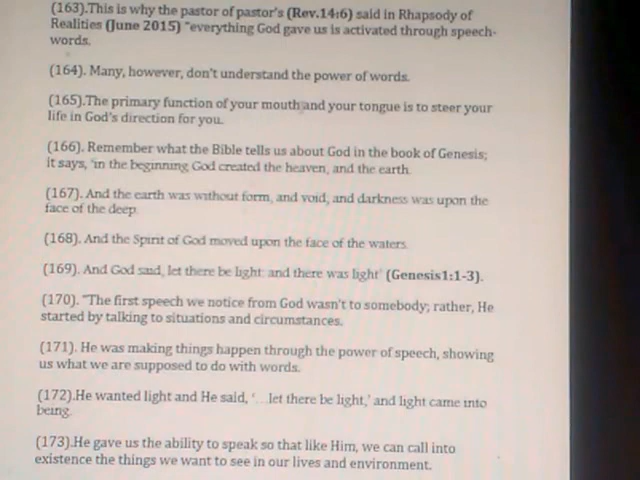 (163).This is why the pastor of pastor's (Rev.14:6) said in Rhapsody of
Realities (June 2015) "everything God gave us is activated through speech-
words.
(164). Many, however, don't understand the power of words.
(165).The primary function of your mouth and your tongue is to steer your
life in God's direction for you.
(166). Remember what the Bible tells us about God in the book of Genesis;
it says, 'in the beginning God created the heaven, and the earth.
(167). And the earth was without form, and void; and darkness was upon the
face of the deep.
(168). And the Spirit of God moved upon the face of the waters.
(169). And God said, let there be light: and there was light' (Genesis1:1-3).
(170). "The first speech we notice from God wasn't to somebody; rather, He
started by talking to situations and circumstances.
(171). He was making things happen through the power of speech, showing
us what we are supposed to do with words.
(172).He wanted light and He said, '...let there be light,' and light came into
being.
(173).He gave us the ability to speak so that like Him, we can call into
existence the things we want to see in our lives and environment.